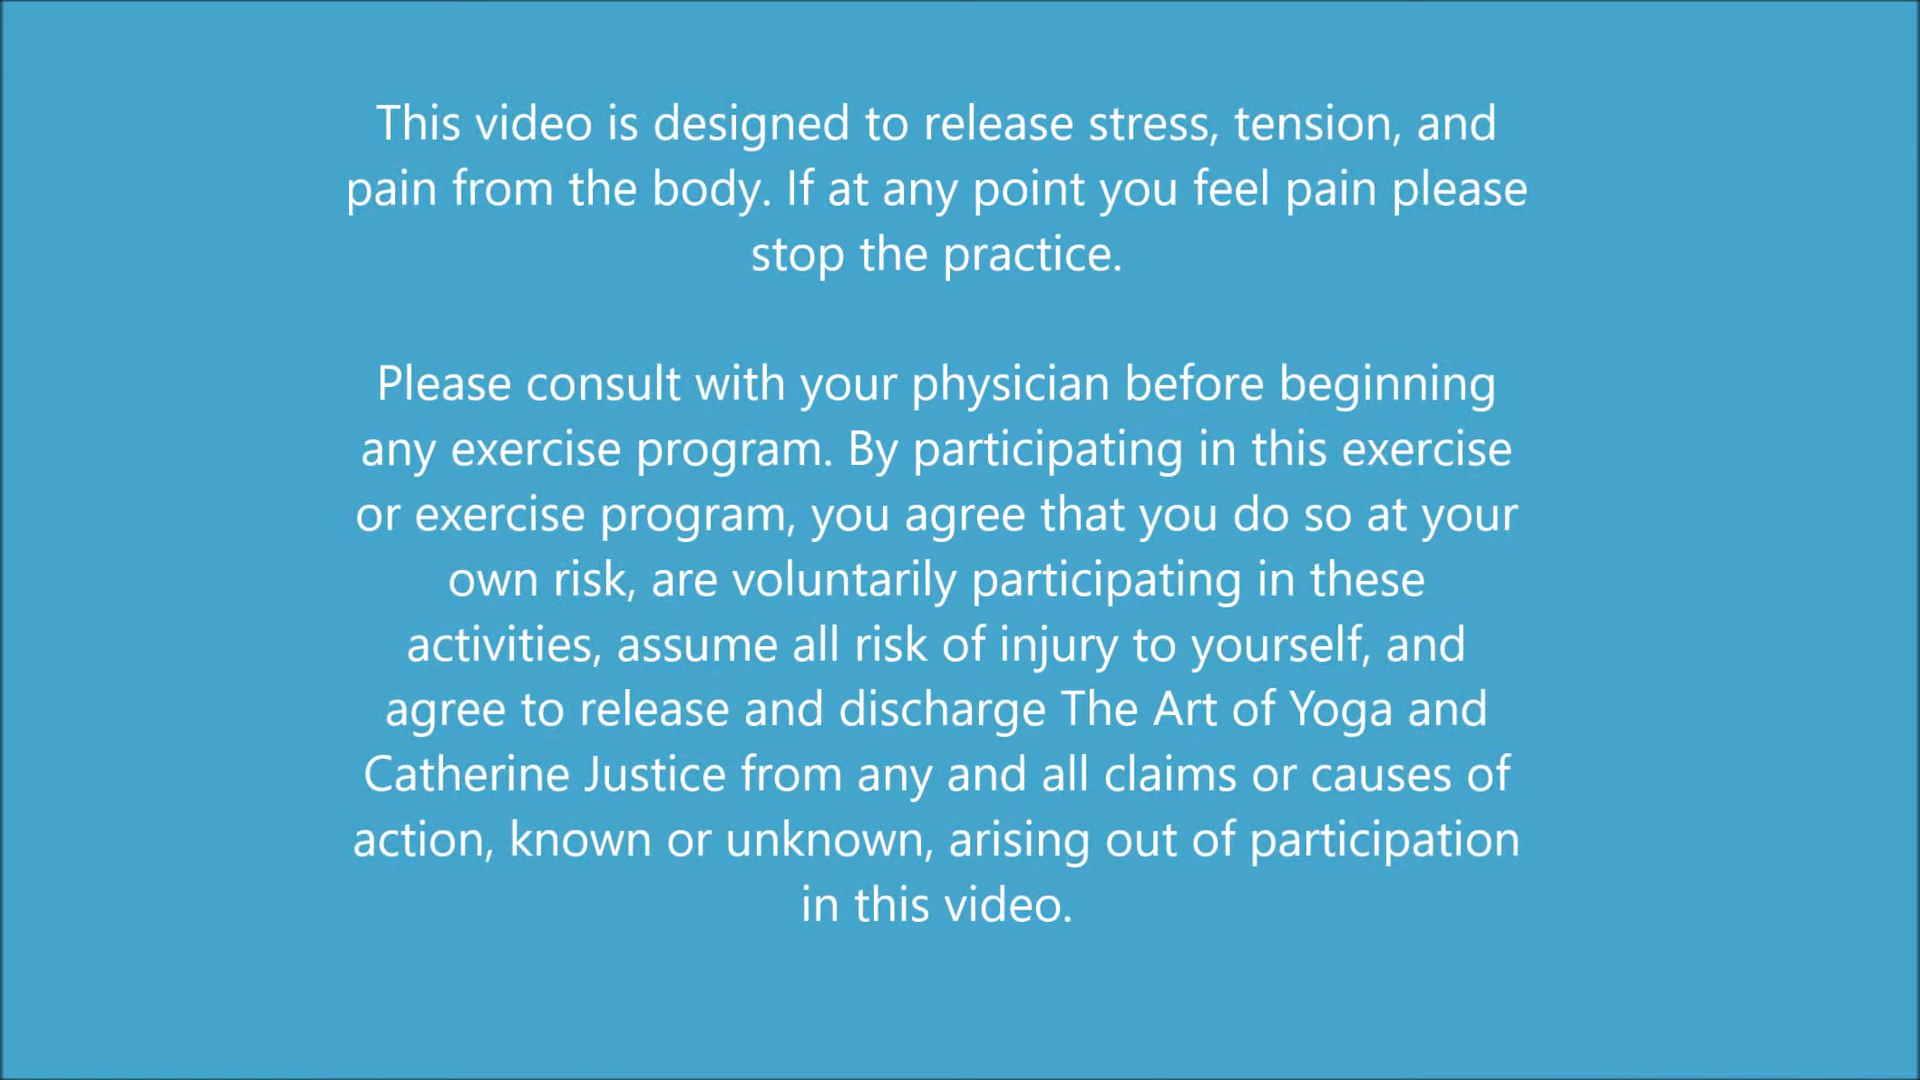 This video is designed to release stress, tension, and
pain from the body. If at any point you feel pain please
stop the practice.
Please consult with your physician before beginning
any exercise program. By participating in this exercise
or exercise program, you agree that you do so at your
own risk, are voluntarily participating in these
activities, assume all risk of injury to yourself, and
agree to release and discharge The Art of Yoga and
Catherine Justice from any and all claims or causes of
action, known or unknown, arising out of participation
in this video.